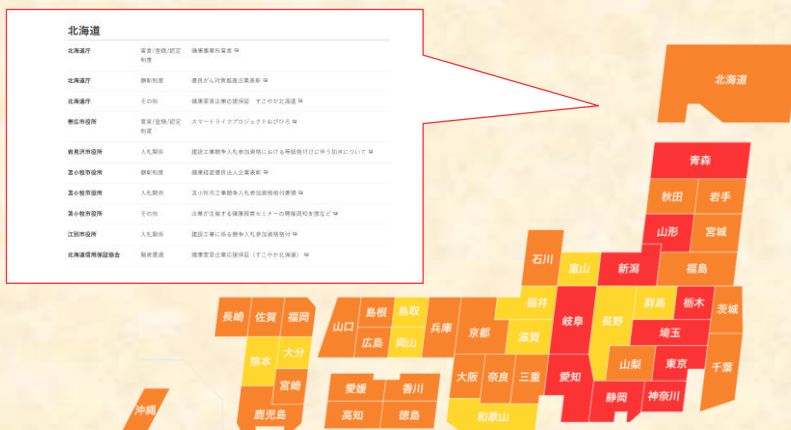 北海道
北海道庁 宣言/登録/認定制度 健康事業所宣言
北海道庁 顕彰制度 優良がん対策推進企業表彰
北海道庁 その他 健康宣言企業応援保証 すこやか北海道
帯広市役所 宣言/登録/認定制度 スマートライフプロジェクトおびひろ
岩見沢市役所 入札関係 建設工事競争入札参加資格における等級格付けに伴う加点について
苫小牧市役所 顕彰制度 健康経営優良法人企業表彰
苫小牧市役所 入札関係 苫小牧市工事競争入札参加資格格付要領
苫小牧市役所 その他 企業が主催する健康経営セミナーの開催周知支援など
江別市役所 入札関係 建設工事に係る競争入札参加資格格付
北海道信用保証協会 融資優遇 健康宣言企業応援保証(すこやか北海道)
北海道
青森
秋田 岩手
山形 宮城
石川 富山 新潟 福島
長崎 佐賀 福岡 山口 島根 鳥取 兵庫 京都 福井 岐阜 長野 群馬 栃木 茨城
広島 岡山 滋賀 埼玉
熊本 大分 山梨 東京 千葉
宮崎 愛媛 香川 大阪 奈良 三重 愛知 静岡 神奈川
沖縄 鹿児島 高知 徳島 和歌山